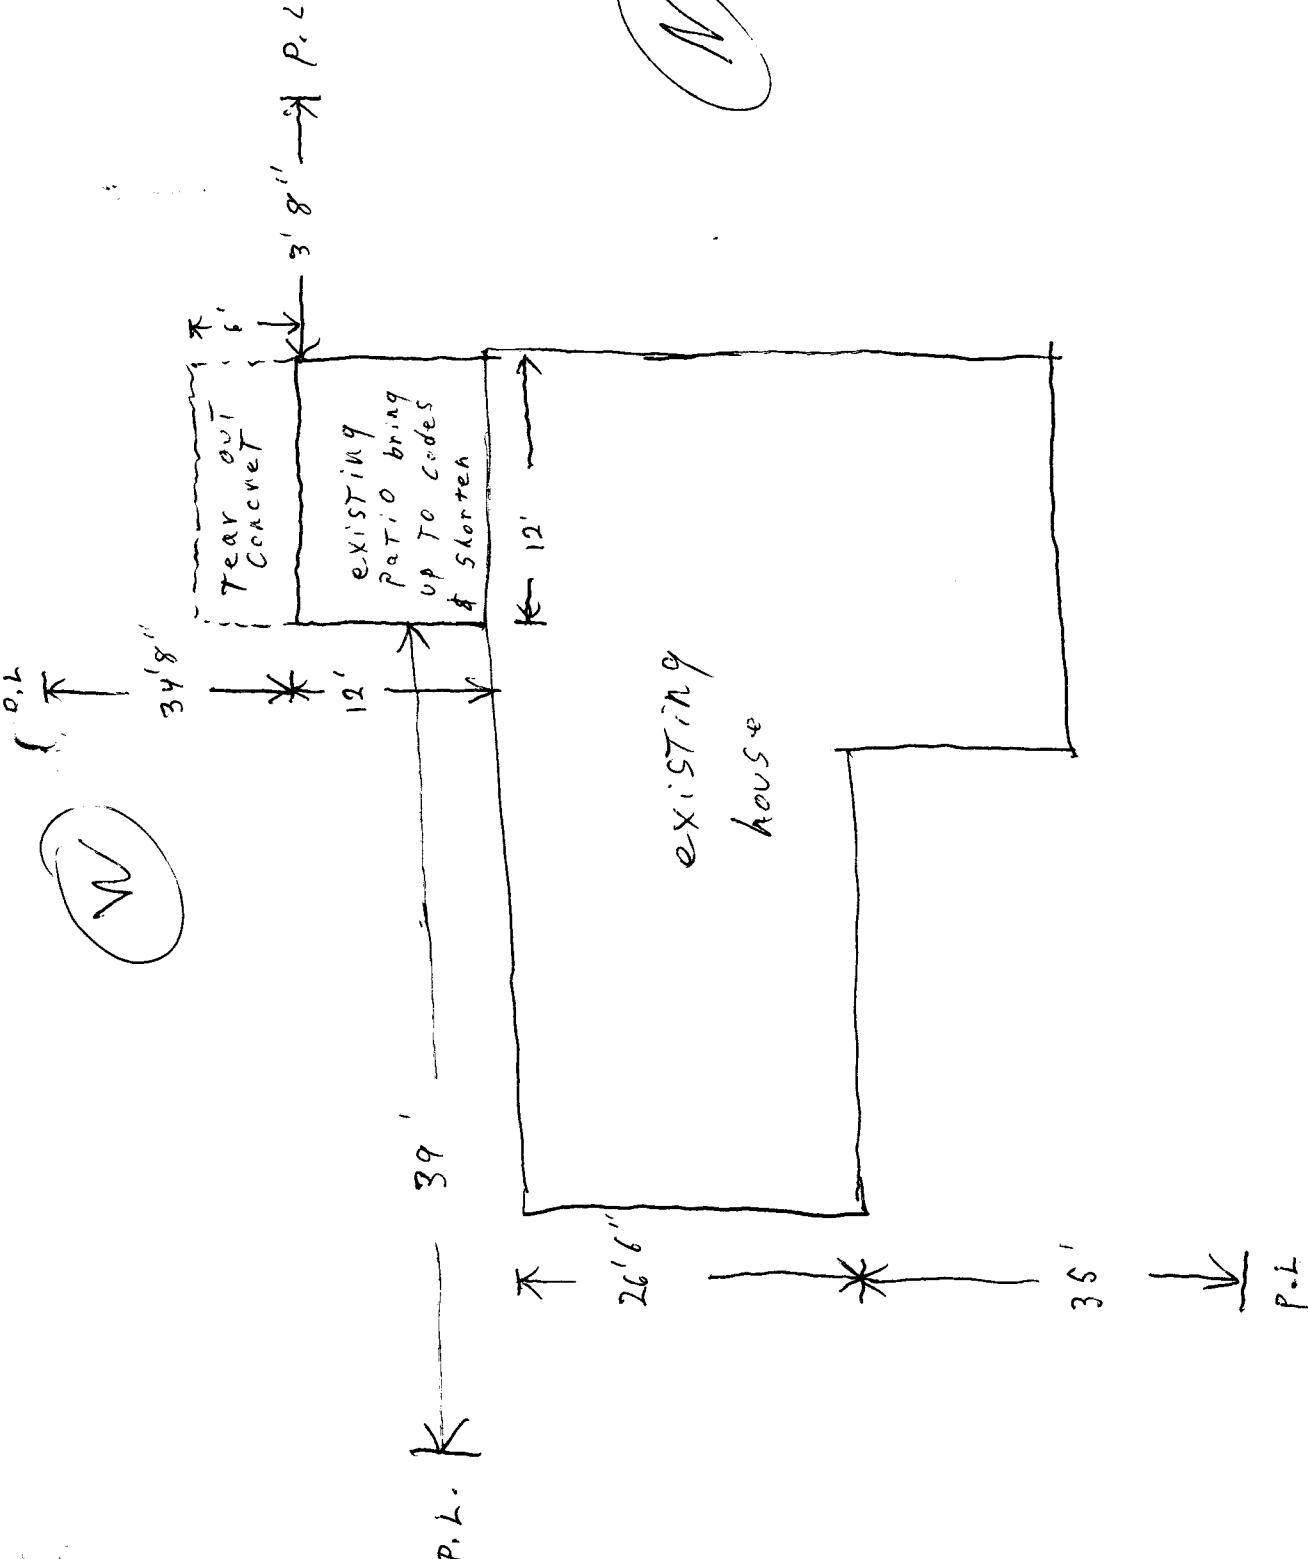 P.L
N
3' 8"
6'
Tear out
Concret
existing
patio bring
up to codes
& shorten
12'
P.L
34'8"
12'
W
existing
house
39'
26'6"
35'
P.L.
P.L